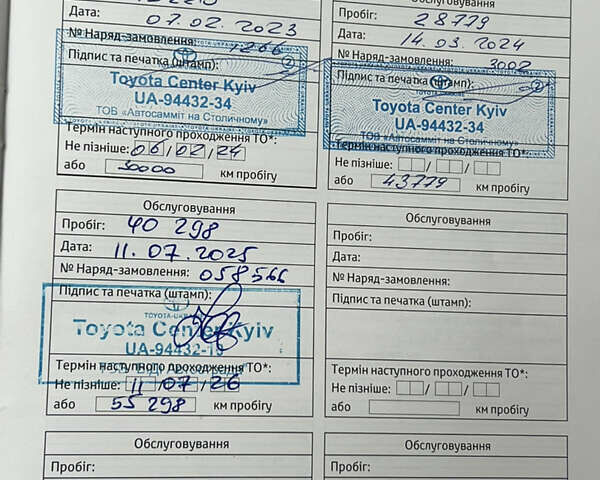 Дата: 07.02.2023
№ Наряд-замовлення: 1266
Підпис та печатка (штамп):
Toyota Center Kyiv
UA-94432-34
ТОВ «Автосамміт на Столичному»
Термін наступного проходження ТО*:
Не пізніше: 06/02/24
або 30000 км пробігу
Обслуговування
Пробіг: 28779
Дата: 14.03.2024
№ Наряд-замовлення: 3002
Підпис та печатка (штамп):
Toyota Center Kyiv
UA-94432-34
ТОВ «Автосамміт на Столичному»
Термін наступного проходження ТО*:
Не пізніше: / /
або 43779 км пробігу
Обслуговування
Пробіг: 40 298
Дата: 11.07.2025
№ Наряд-замовлення: 058566
Підпис та печатка (штамп):
Toyota Center Kyiv
UA-94432-19
Термін наступного проходження ТО*:
Не пізніше: 11/07/26
або 55 298 км пробігу
Обслуговування
Пробіг:
Дата:
№ Наряд-замовлення:
Підпис та печатка (штамп):
Термін наступного проходження ТО*:
Не пізніше: / /
або км пробігу
Обслуговування
Пробіг:
Обслуговування
Пробіг: